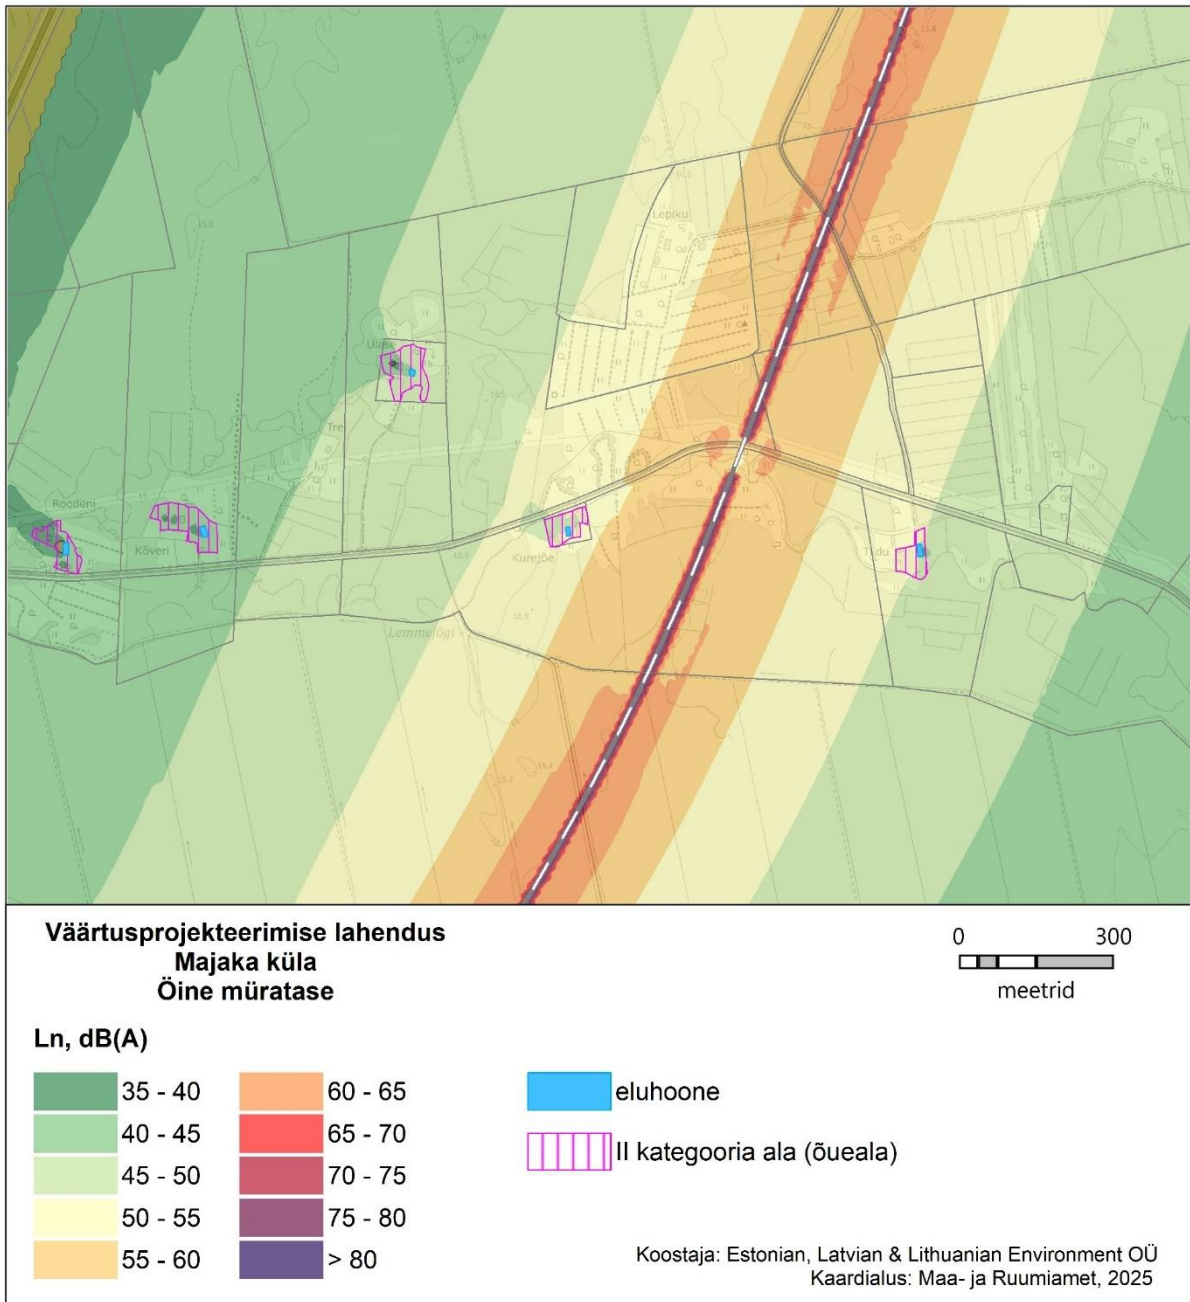 Lepiku
Ülase
Tre
Roodeni
Kõveri
Kurejõe
Tudu
Lemmejõgi
Väärtusprojekteerimise lahendus
Majaka küla
Öine müratase
0 300
meetrid
Ln, dB(A)
35 - 40
40 - 45
45 - 50
50 - 55
55 - 60
60 - 65
65 - 70
70 - 75
75 - 80
> 80
eluhoone
II kategooria ala (õueala)
Koostaja: Estonian, Latvian & Lithuanian Environment OÜ
Kaardialus: Maa- ja Ruumiamet, 2025